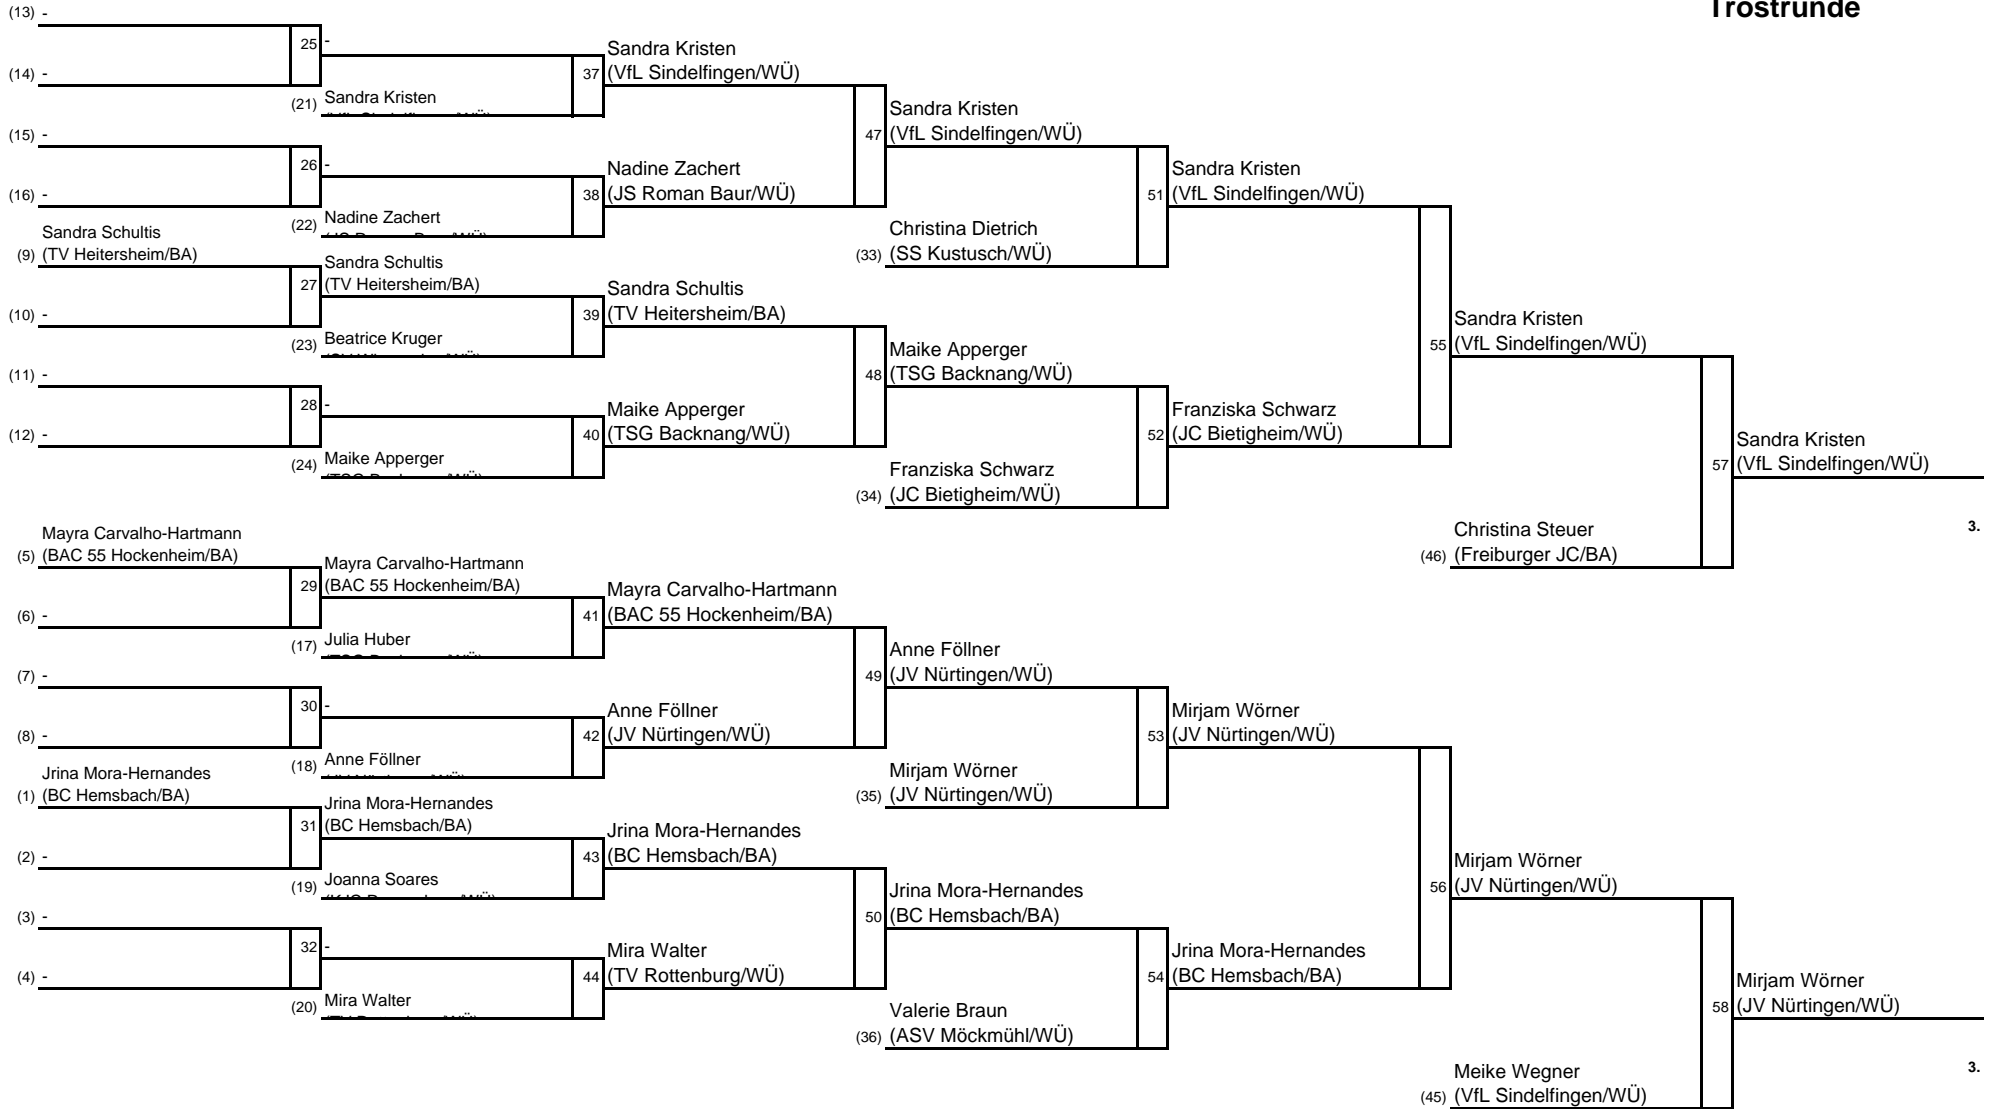 Trostrunde
(13) -
25 -
(14) -
(21) Sandra Kristen
37 Sandra Kristen
(VfL Sindelfingen/WÜ)
(15) -
26 -
(16) -
(22) Nadine Zachert
38 Nadine Zachert
(JS Roman Baur/WÜ)
47 Sandra Kristen
(VfL Sindelfingen/WÜ)
(33) Christina Dietrich
(SS Kustusch/WÜ)
51 Sandra Kristen
(VfL Sindelfingen/WÜ)
(9) Sandra Schultis
(TV Heitersheim/BA)
27 Sandra Schultis
(TV Heitersheim/BA)
(10) -
(23) Beatrice Kruger
39 Sandra Schultis
(TV Heitersheim/BA)
(11) -
28 -
(12) -
(24) Maike Apperger
40 Maike Apperger
(TSG Backnang/WÜ)
48 Maike Apperger
(TSG Backnang/WÜ)
(34) Franziska Schwarz
(JC Bietigheim/WÜ)
52 Franziska Schwarz
(JC Bietigheim/WÜ)
55 Sandra Kristen
(VfL Sindelfingen/WÜ)
(46) Christina Steuer
(Freiburger JC/BA)
57 Sandra Kristen
(VfL Sindelfingen/WÜ)
3.
(5) Mayra Carvalho-Hartmann
(BAC 55 Hockenheim/BA)
29 Mayra Carvalho-Hartmann
(BAC 55 Hockenheim/BA)
(6) -
(17) Julia Huber
41 Mayra Carvalho-Hartmann
(BAC 55 Hockenheim/BA)
(7) -
30 -
(8) -
(18) Anne Föllner
42 Anne Föllner
(JV Nürtingen/WÜ)
49 Anne Föllner
(JV Nürtingen/WÜ)
(35) Mirjam Wörner
(JV Nürtingen/WÜ)
53 Mirjam Wörner
(JV Nürtingen/WÜ)
(1) Jrina Mora-Hernandes
(BC Hemsbach/BA)
31 Jrina Mora-Hernandes
(BC Hemsbach/BA)
(2) -
(19) Joanna Soares
43 Jrina Mora-Hernandes
(BC Hemsbach/BA)
(3) -
32 -
(4) -
(20) Mira Walter
44 Mira Walter
(TV Rottenburg/WÜ)
50 Jrina Mora-Hernandes
(BC Hemsbach/BA)
(36) Valerie Braun
(ASV Möckmühl/WÜ)
54 Jrina Mora-Hernandes
(BC Hemsbach/BA)
56 Mirjam Wörner
(JV Nürtingen/WÜ)
(45) Meike Wegner
(VfL Sindelfingen/WÜ)
58 Mirjam Wörner
(JV Nürtingen/WÜ)
3.